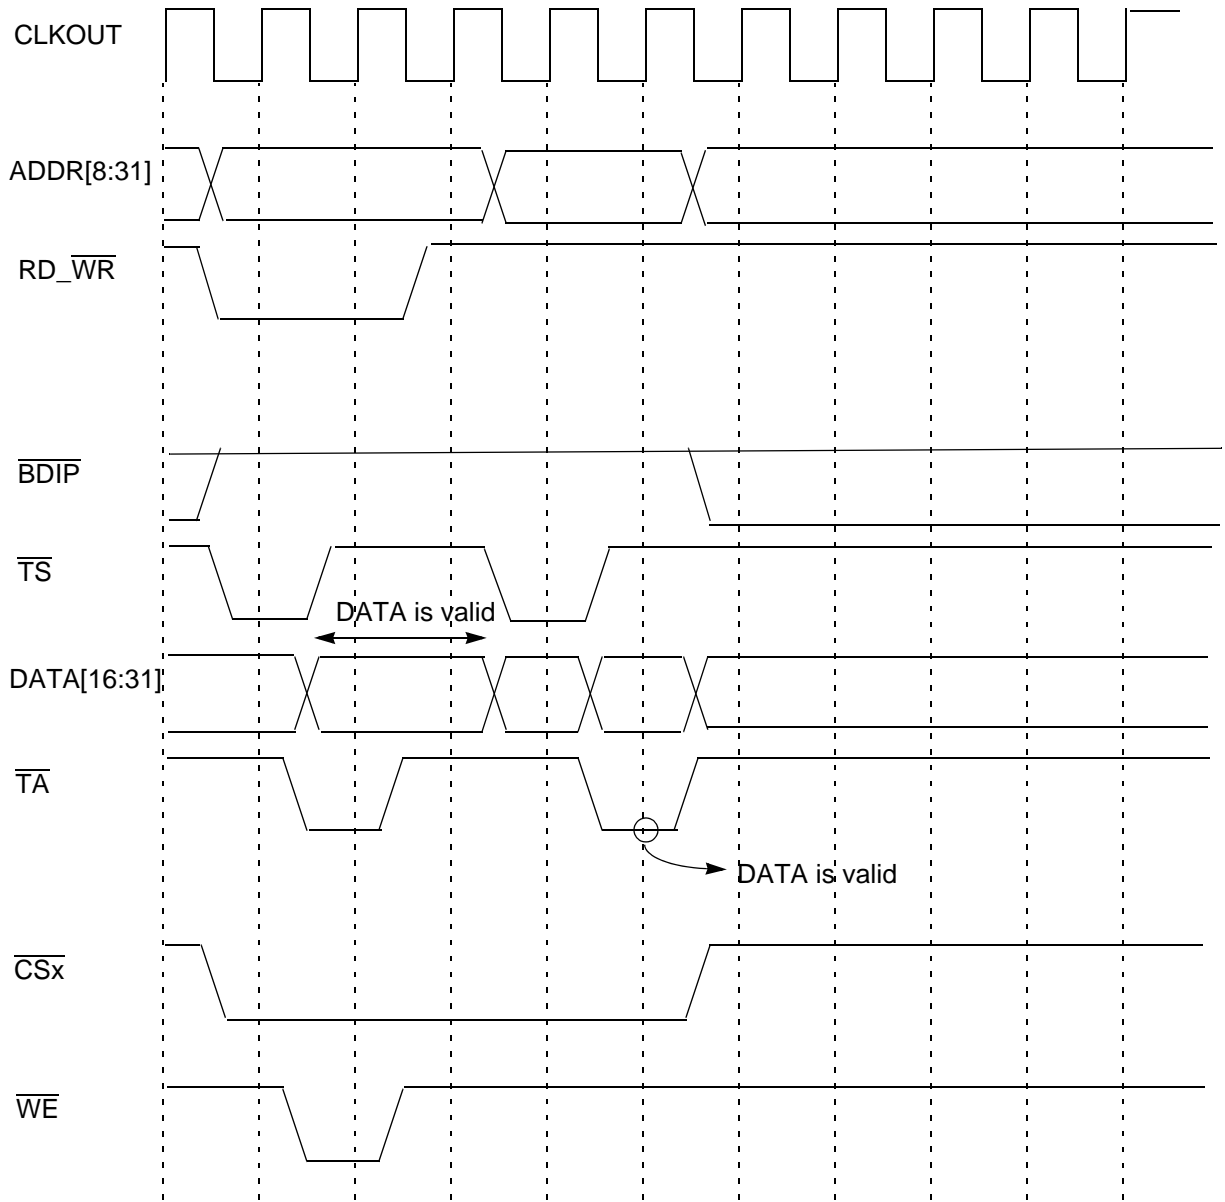 CLKOUT
ADDR[8:31]
RD_WR
BDIP
TS
DATA is valid
DATA[16:31]
TA
DATA is valid
CSx
WE